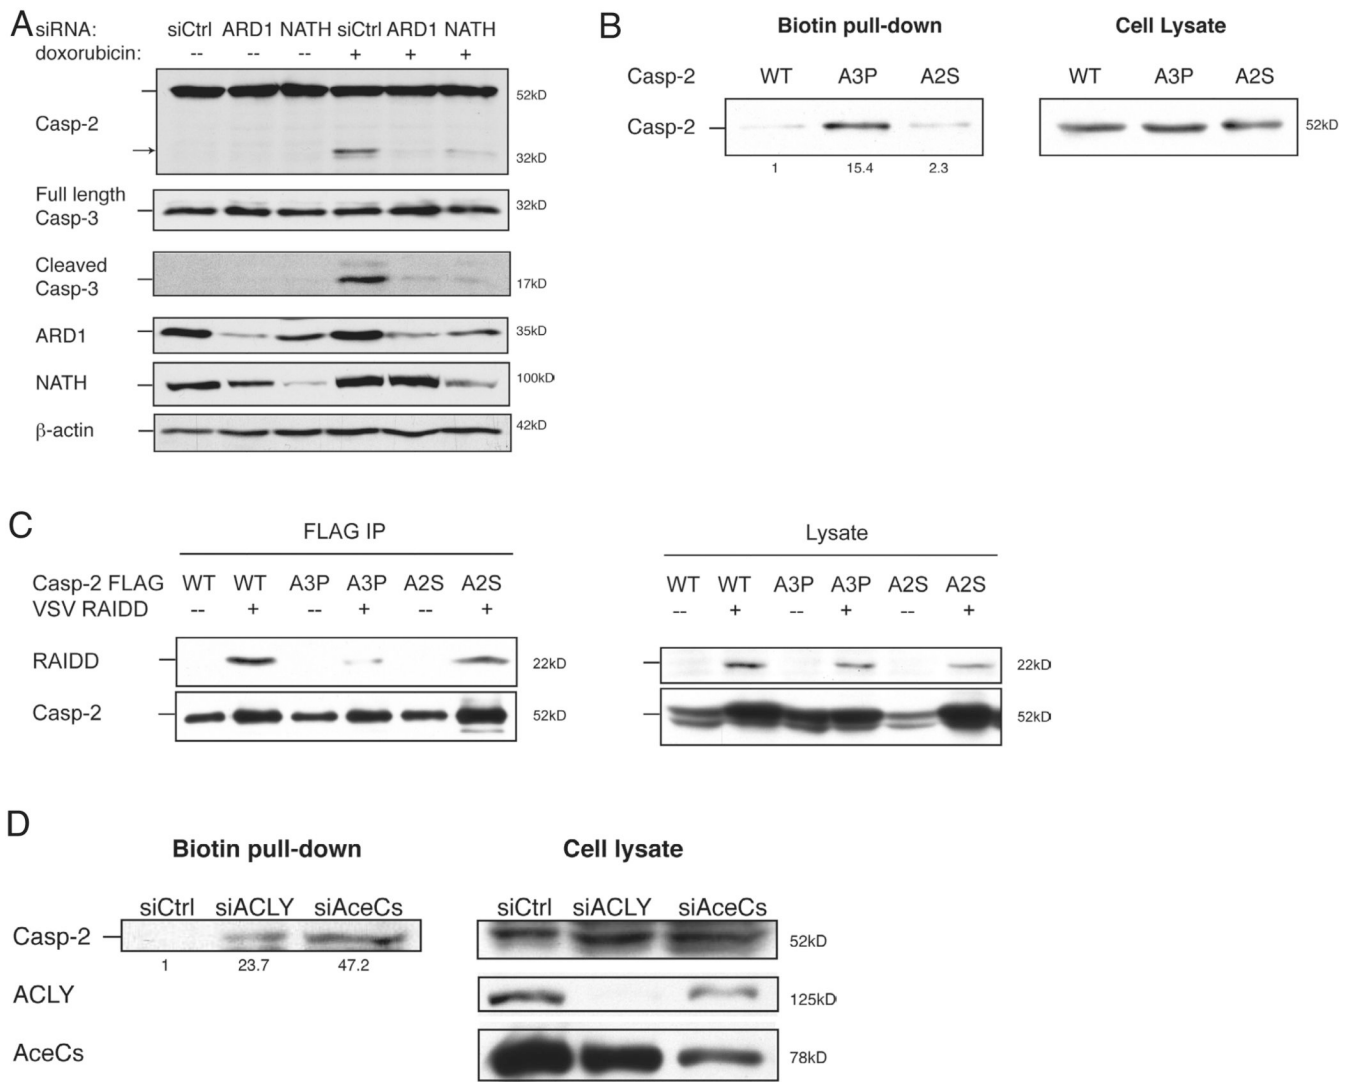 A
siRNA: siCtrl ARD1 NATH siCtrl ARD1 NATH
doxorubicin: -- -- -- + + +
52kD
Casp-2
32kD
Full length
Casp-3
32kD
Cleaved
Casp-3
17kD
ARD1 35kD
NATH 100kD
β-actin 42kD
B
Biotin pull-down Cell Lysate
Casp-2 WT A3P A2S WT A3P A2S
Casp-2 52kD
1 15.4 2.3
C
FLAG IP Lysate
Casp-2 FLAG WT WT A3P A3P A2S A2S WT WT A3P A3P A2S A2S
VSV RAIDD -- + -- + -- + -- + -- + -- +
RAIDD 22kD 22kD
Casp-2 52kD 52kD
D
Biotin pull-down Cell lysate
siCtrl siACLY siAceCs siCtrl siACLY siAceCs
Casp-2 52kD
1 23.7 47.2
ACLY 125kD
AceCs 78kD